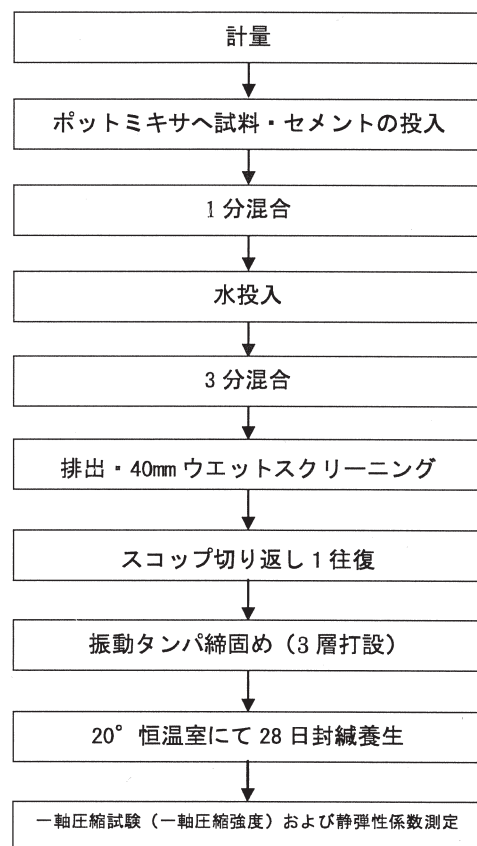 計量
ポットミキサへ試料・セメントの投入
1分混合
水投入
3分混合
排出・40mmウエットスクリーニング
スコップ切り返し1往復
振動タンパ締固め（3層打設）
20°恒温室にて28日封緘養生
一軸圧縮試験（一軸圧縮強度）および静弾性係数測定